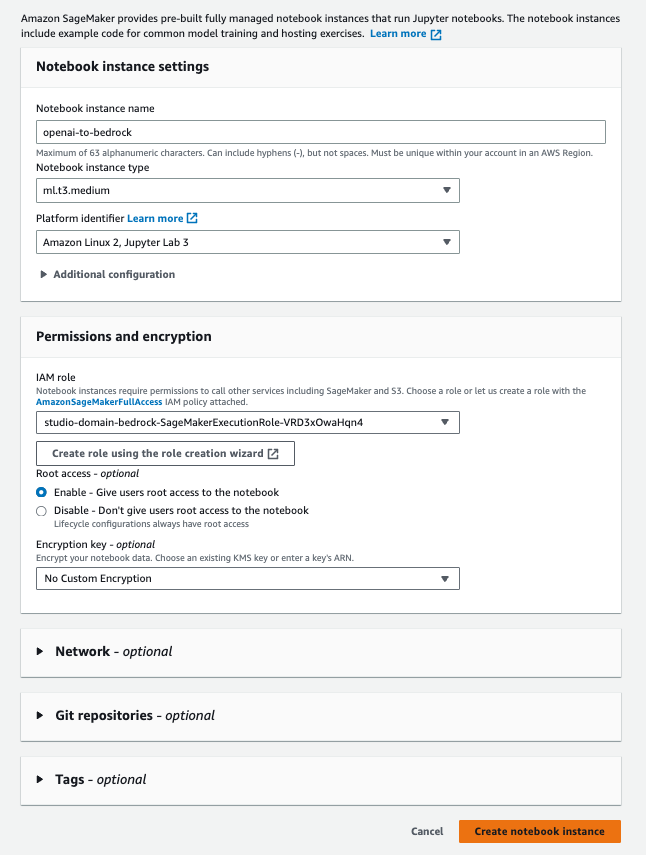 Amazon SageMaker provides pre-built fully managed notebook instances that run Jupyter notebooks. The notebook instances
include example code for common model training and hosting exercises. Learn more
Notebook instance settings
Notebook instance name
openai-to-bedrock
Maximum of 63 alphanumeric characters. Can include hyphens (-), but not spaces. Must be unique within your account in an AWS Region.
Notebook instance type
ml.t3.medium
Platform identifier Learn more
Amazon Linux 2, Jupyter Lab 3
Additional configuration
Permissions and encryption
IAM role
Notebook instances require permissions to call other services including SageMaker and S3. Choose a role or let us create a role with the
AmazonSageMakerFullAccess IAM policy attached.
studio-domain-bedrock-SageMakerExecutionRole-VRD3xOwaHqn4
Create role using the role creation wizard
Root access - optional
Enable - Give users root access to the notebook
Disable - Don't give users root access to the notebook
Lifecycle configurations always have root access
Encryption key - optional
Encrypt your notebook data. Choose an existing KMS key or enter a key's ARN.
No Custom Encryption
Network - optional
Git repositories - optional
Tags - optional
Cancel
Create notebook instance